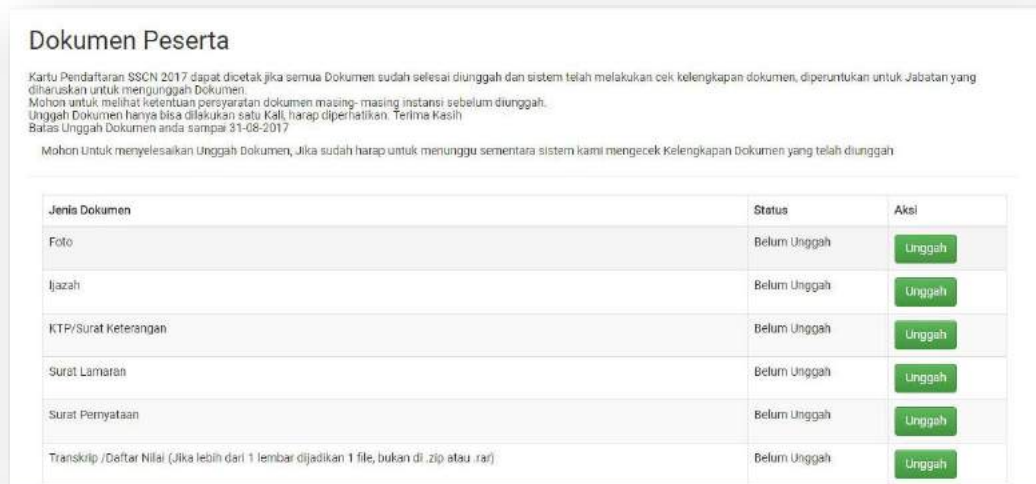 Dokumen Peserta
Kartu Pendaftaran SSCN 2017 dapat dicetak jika semua Dokumen sudah selesai diunggah dan sistem telah melakukan cek kelengkapan dokumen, diperuntukan untuk Jabatan yang
diharuskan untuk mengunggah Dokumen.
Mohon untuk melihat ketentuan persyaratan dokumen masing- masing instansi sebelum diunggah.
Unggah Dokumen hanya bisa dilakukan satu Kali, harap diperhatikan. Terima Kasih
Batas Unggah Dokumen anda sampai 31-08-2017
Mohon Untuk menyelesaikan Unggah Dokumen, Jika sudah harap untuk menunggu sementara sistem kami mengecek Kelengkapan Dokumen yang telah diunggah
Jenis Dokumen Status Aksi
Foto Belum Unggah Unggah
Ijazah Belum Unggah Unggah
KTP/Surat Keterangan Belum Unggah Unggah
Surat Lamaran Belum Unggah Unggah
Surat Pernyataan Belum Unggah Unggah
Transkrip /Daftar Nilai (Jika lebih dari 1 lembar dijadikan 1 file, bukan di .zip atau .rar) Belum Unggah Unggah